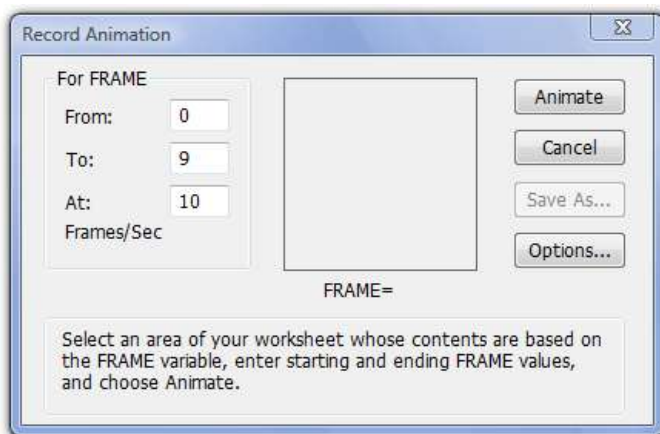 Record Animation
For FRAME
From: 0
To: 9
At: 10
Frames/Sec
FRAME=
Animate
Cancel
Save As...
Options...
Select an area of your worksheet whose contents are based on
the FRAME variable, enter starting and ending FRAME values,
and choose Animate.